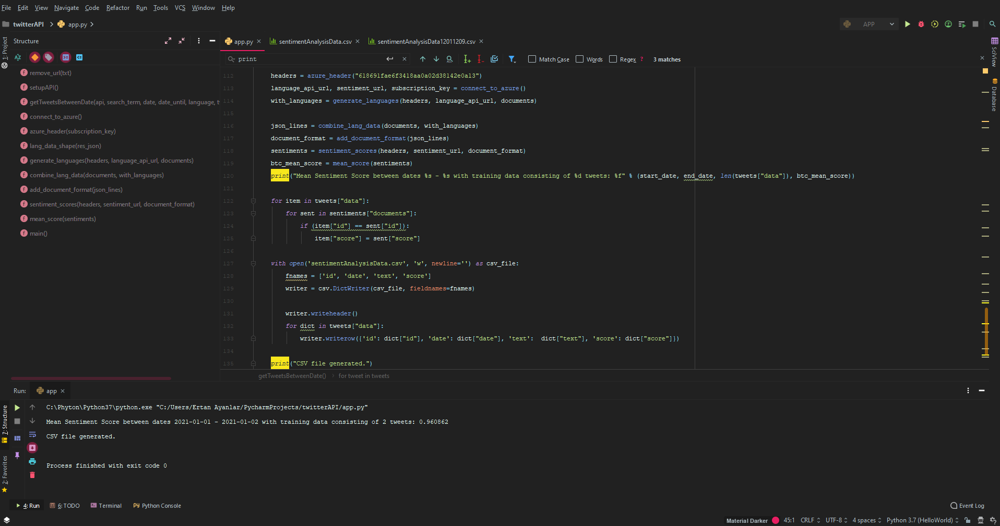 File Edit View Navigate Code Refactor Run Tools VCS Window Help
twitterAPI app.py APP
1: Project
Structure
app.py sentimentAnalysisData.csv sentimentAnalysisData12011209.csv
print Match Case Words Regex ? 3 matches
SciView
Database
remove_url(txt)
setupAPI()
getTweetsBetweenDate(api, search_term, date, date_until, language, t
connect_to_azure()
azure_header(subscription_key)
lang_data_shape(res_json)
generate_languages(headers, language_api_url, documents)
combine_lang_data(documents, with_languages)
add_document_format(json_lines)
sentiment_scores(headers, sentiment_url, document_format)
mean_score(sentiments)
main()
112 headers = azure_header("618691fae6f3418aa0a02d38142e0a13")
113 language_api_url, sentiment_url, subscription_key = connect_to_azure()
114 with_languages = generate_languages(headers, language_api_url, documents)
115
116 json_lines = combine_lang_data(documents, with_languages)
117 document_format = add_document_format(json_lines)
118 sentiments = sentiment_scores(headers, sentiment_url, document_format)
119 btc_mean_score = mean_score(sentiments)
120 print("Mean Sentiment Score between dates %s - %s with training data consisting of %d tweets: %f" % (start_date, end_date, len(tweets["data"]), btc_mean_score))
121
122 for item in tweets["data"]:
123 for sent in sentiments["documents"]:
124 if (item["id"] == sent["id"]):
125 item["score"] = sent["score"]
126
127 with open('sentimentAnalysisData.csv', 'w', newline='') as csv_file:
128 fnames = ['id', 'date', 'text', 'score']
129 writer = csv.DictWriter(csv_file, fieldnames=fnames)
130
131 writer.writeheader()
132 for dict in tweets["data"]:
133 writer.writerow({'id': dict["id"], 'date': dict["date"], 'text':  dict["text"], 'score': dict["score"]})
134
135 print("CSV file generated.")
getTweetsBetweenDate() for tweet in tweets
Run: app
C:\Phyton\Python37\python.exe "C:/Users/Ertan Ayanlar/PycharmProjects/twitterAPI/app.py"
Mean Sentiment Score between dates 2021-01-01 - 2021-01-02 with training data consisting of 2 tweets: 0.960862
CSV file generated.
Process finished with exit code 0
7: Structure
2: Favorites
4: Run 6: TODO Terminal Python Console Event Log
Material Darker 45:1 CRLF UTF-8 4 spaces Python 3.7 (HelloWorld)